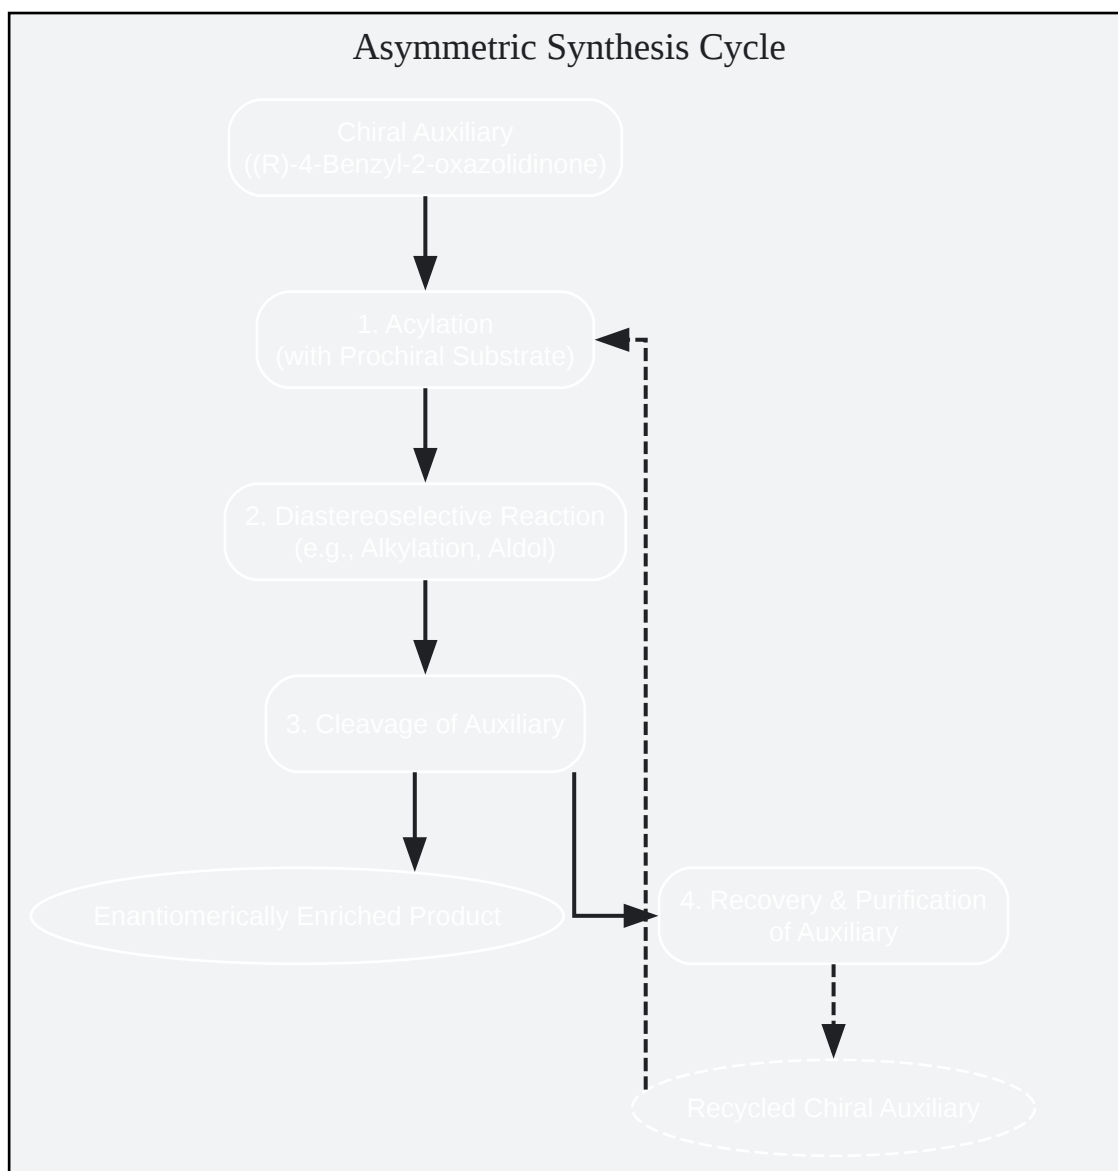 Asymmetric Synthesis Cycle
Chiral Auxiliary
((R)-4-Benzyl-2-oxazolidinone)
1. Acylation
(with Prochiral Substrate)
2. Diastereoselective Reaction
(e.g., Alkylation, Aldol)
3. Cleavage of Auxiliary
Enantiomerically Enriched Product
4. Recovery & Purification
of Auxiliary
Recycled Chiral Auxiliary